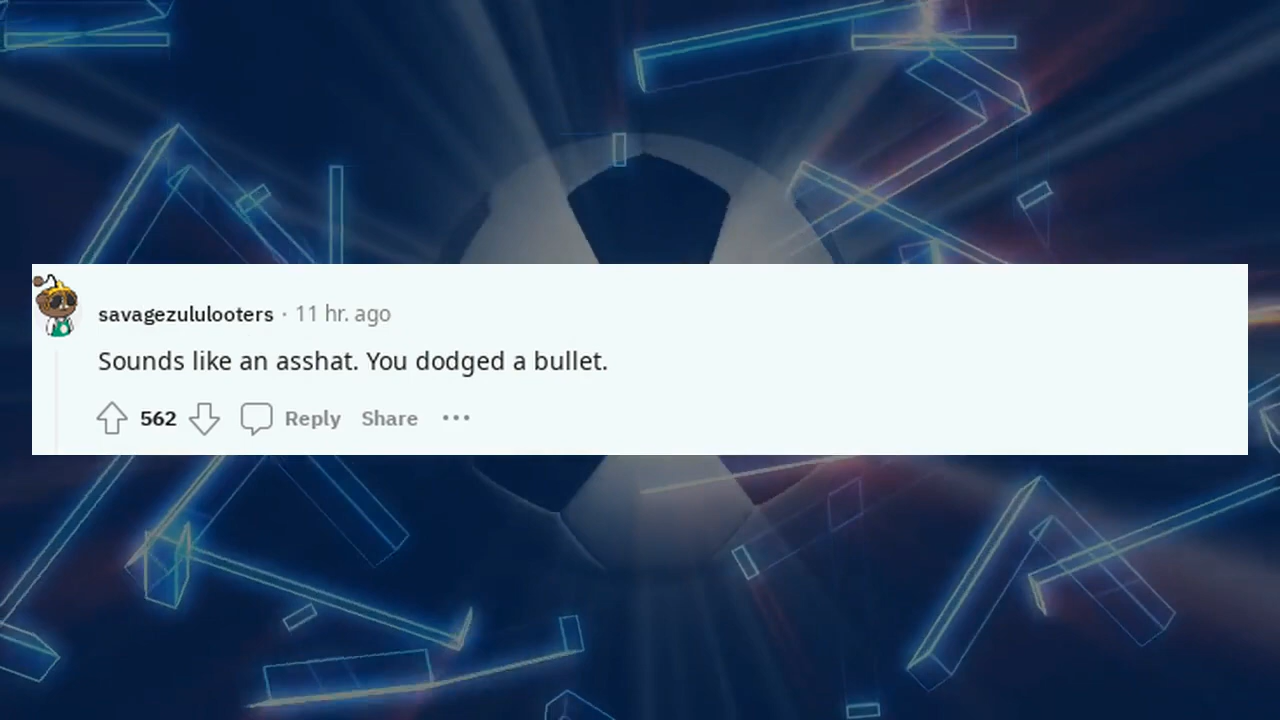 savagezululooters · 11 hr. ago
Sounds like an asshat. You dodged a bullet.
562 Reply Share ···